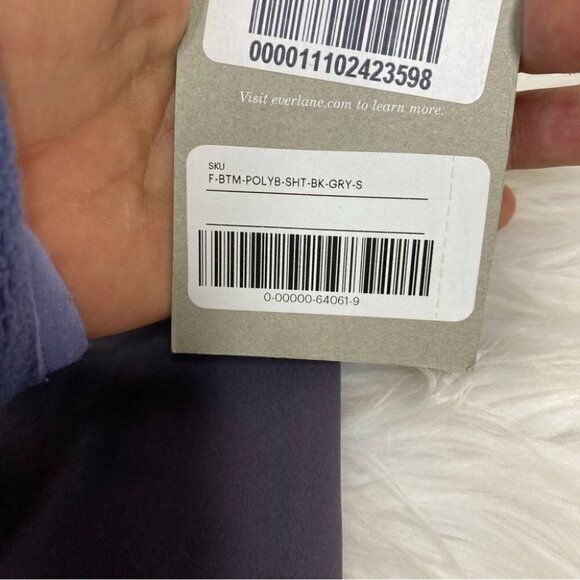 000011102423598
Visit everlane.com to learn more.
SKU
F-BTM-POLYB-SHT-BK-GRY-S
0-00000-64061-9